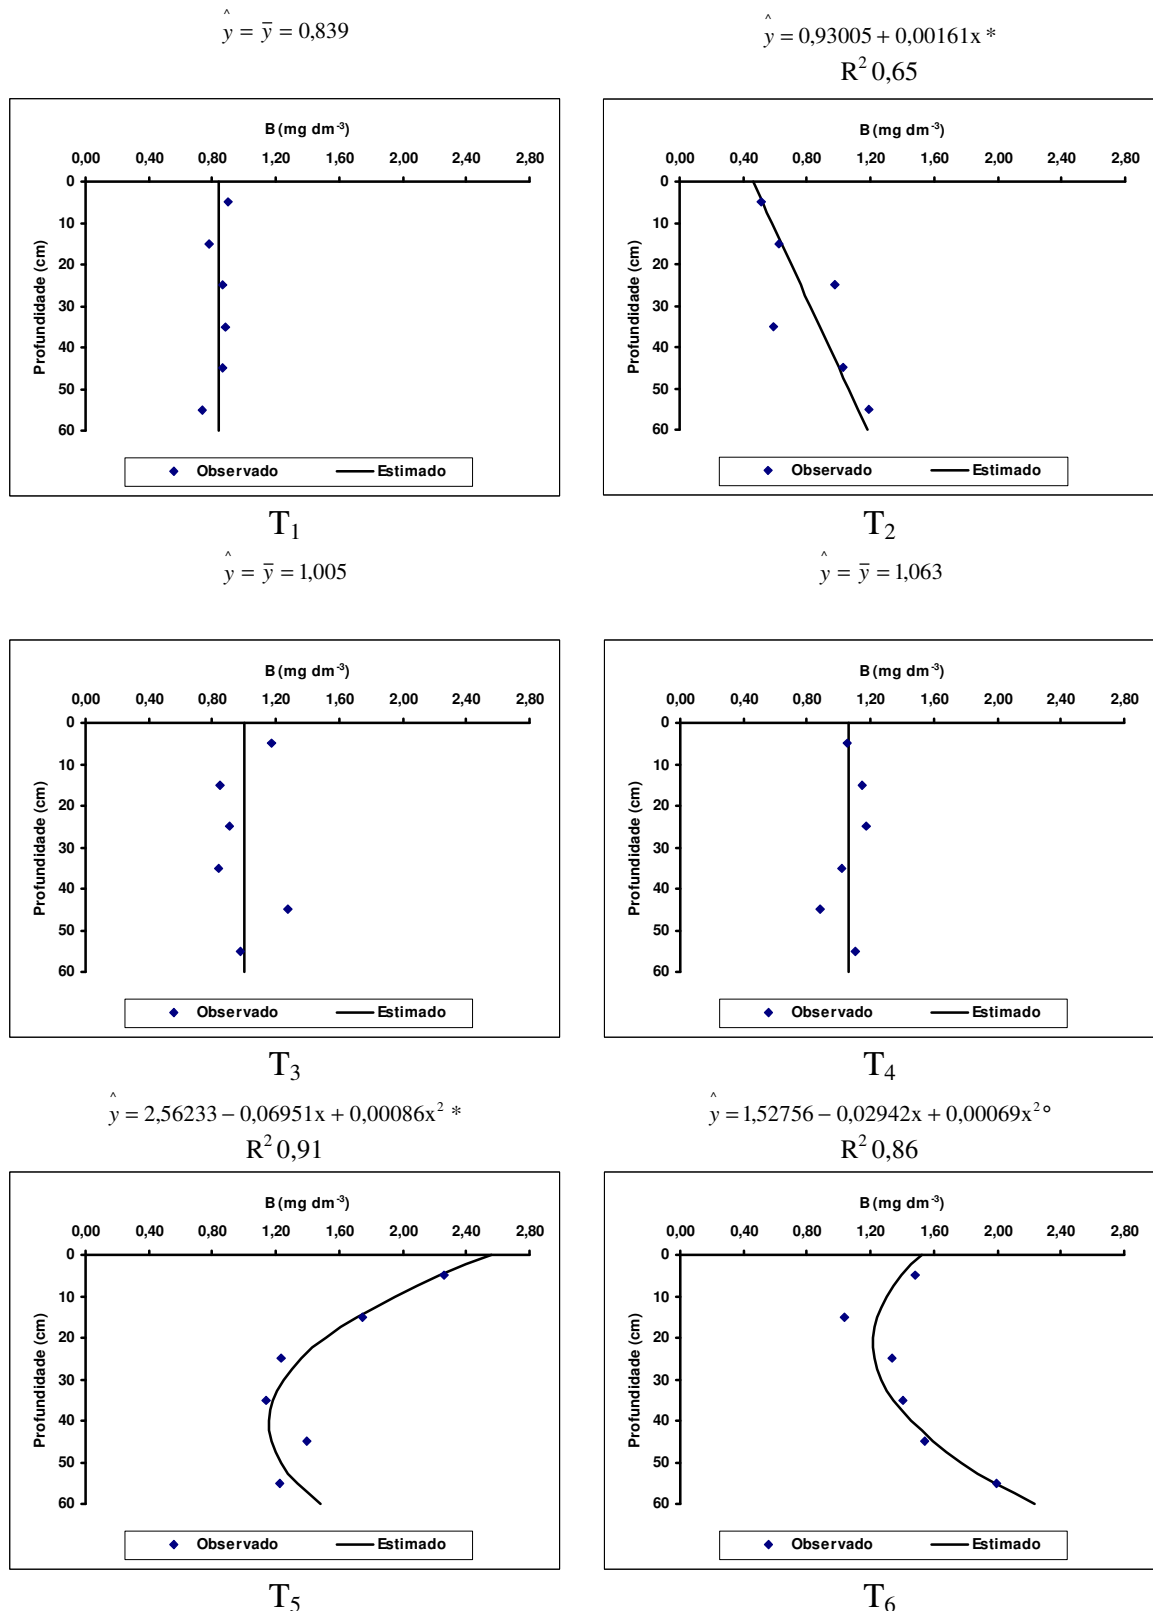 ^
y = y̅ = 0,839
^
y = 0,93005 + 0,00161x *
R² 0,65
B (mg dm⁻³)
0,00 0,40 0,80 1,20 1,60 2,00 2,40 2,80
Profundidade (cm)
0
10
20
30
40
50
60
Observado Estimado
T₁
B (mg dm⁻³)
0,00 0,40 0,80 1,20 1,60 2,00 2,40 2,80
Profundidade (cm)
0
10
20
30
40
50
60
Observado Estimado
T₂
^
y = y̅ = 1,005
^
y = y̅ = 1,063
B (mg dm⁻³)
0,00 0,40 0,80 1,20 1,60 2,00 2,40 2,80
Profundidade (cm)
0
10
20
30
40
50
60
Observado Estimado
T₃
B (mg dm⁻³)
0,00 0,40 0,80 1,20 1,60 2,00 2,40 2,80
Profundidade (cm)
0
10
20
30
40
50
60
Observado Estimado
T₄
^
y = 2,56233 − 0,06951x + 0,00086x² *
R² 0,91
^
y = 1,52756 − 0,02942x + 0,00069x² °
R² 0,86
B (mg dm⁻³)
0,00 0,40 0,80 1,20 1,60 2,00 2,40 2,80
Profundidade (cm)
0
10
20
30
40
50
60
Observado Estimado
T₅
B (mg dm⁻³)
0,00 0,40 0,80 1,20 1,60 2,00 2,40 2,80
Profundidade (cm)
0
10
20
30
40
50
60
Observado Estimado
T₆